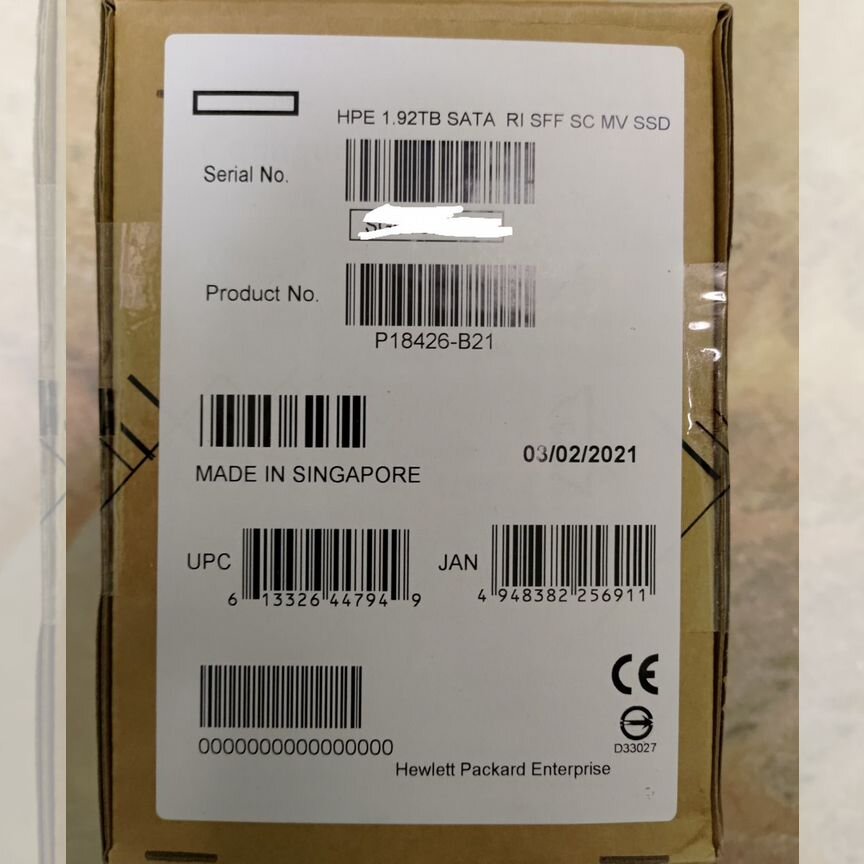 HPE 1.92TB SATA RI SFF SC MV SSD
Serial No.
Product No.
P18426-B21
03/02/2021
MADE IN SINGAPORE
UPC
6 13326 44794 9
JAN
4 948382 256911
CE
D33027
0000000000000000
Hewlett Packard Enterprise